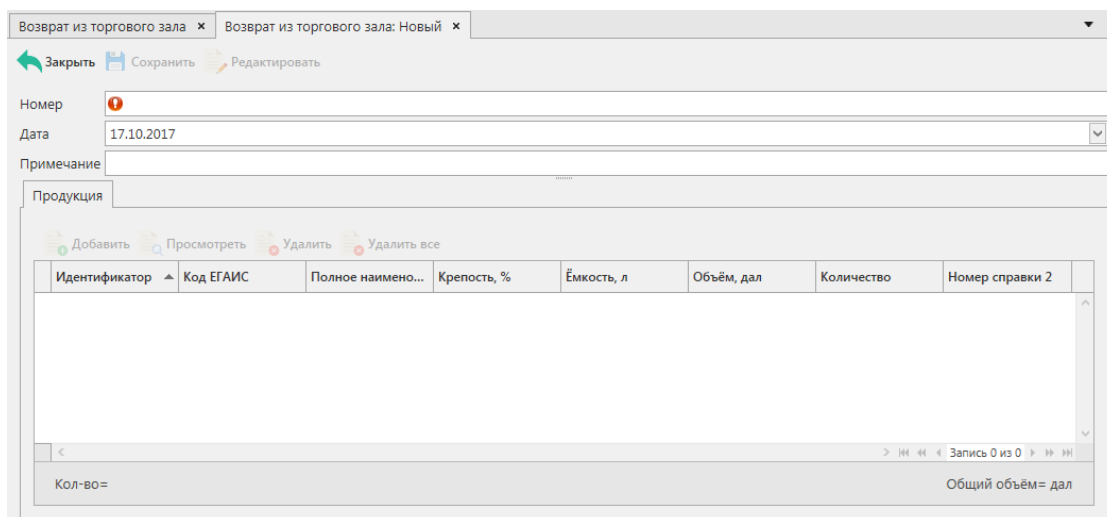 Возврат из торгового зала × Возврат из торгового зала: Новый ×
Закрыть Сохранить Редактировать
Номер
Дата 17.10.2017
Примечание
Продукция
Добавить Просмотреть Удалить Удалить все
Идентификатор Код ЕГАИС Полное наимено... Крепость, % Ёмкость, л Объём, дал Количество Номер справки 2
Запись 0 из 0
Кол-во= Общий объём= дал